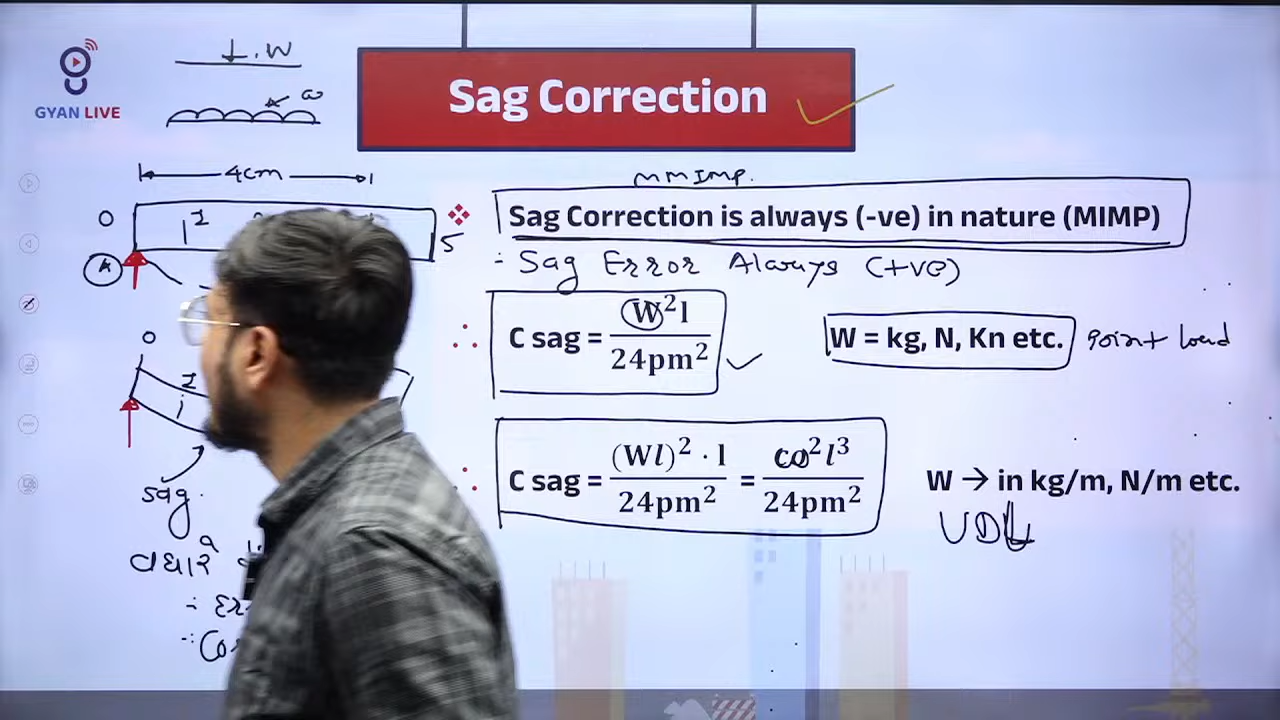 GYAN LIVE
↓.W
ω
Sag Correction
4cm
0
5
A
MMIMP.
Sag Correction is always (-ve) in nature (MIMP)
∴ Sag Error Always (+ve)
∴ C sag = W²l / 24pm²
W = kg, N, Kn etc. point load
∴ C sag = (Wl)² · l / 24pm² = ω²l³ / 24pm²
W → in kg/m, N/m etc.
UDL
0
sag.
વધારે